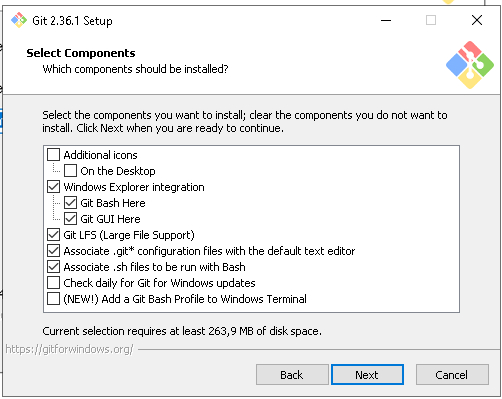 Git 2.36.1 Setup
Select Components
Which components should be installed?
Select the components you want to install; clear the components you do not want to
install. Click Next when you are ready to continue.
Additional icons
On the Desktop
Windows Explorer integration
Git Bash Here
Git GUI Here
Git LFS (Large File Support)
Associate .git* configuration files with the default text editor
Associate .sh files to be run with Bash
Check daily for Git for Windows updates
(NEW!) Add a Git Bash Profile to Windows Terminal
Current selection requires at least 263,9 MB of disk space.
https://gitforwindows.org/
Back
Next
Cancel